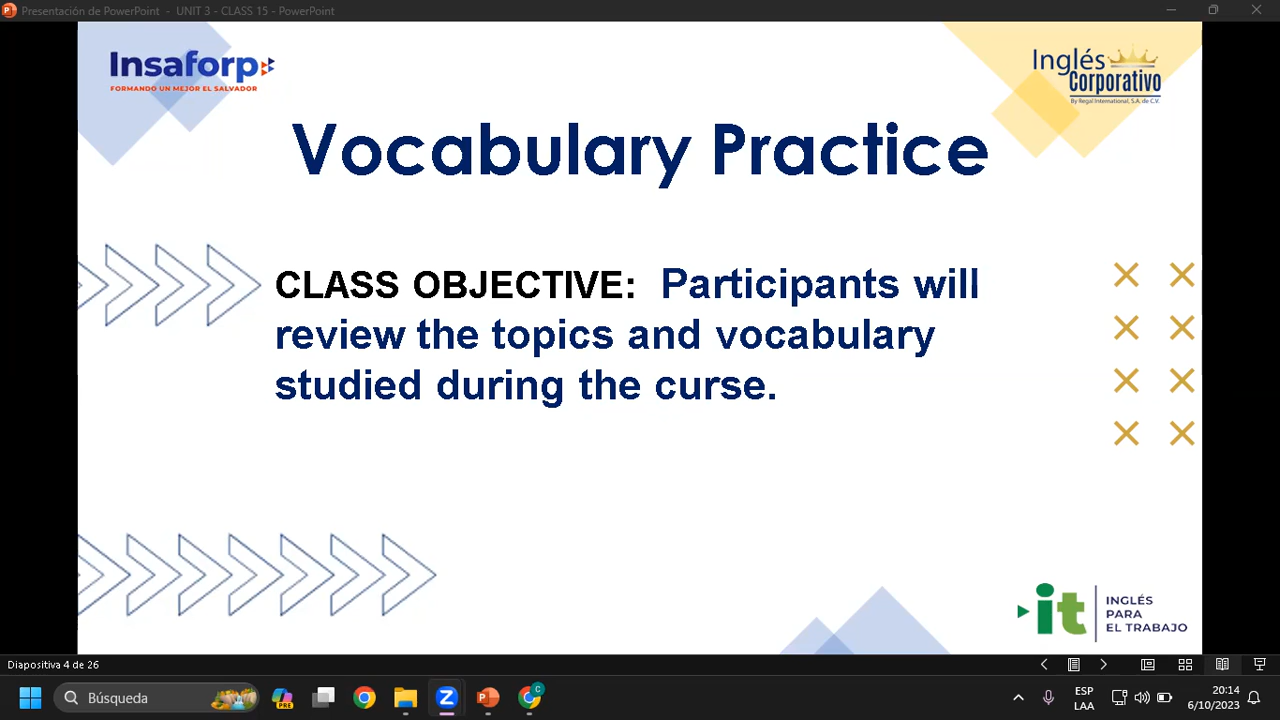 Presentación de PowerPoint - UNIT 3 - CLASS 15 - PowerPoint
Insaforp
FORMANDO UN MEJOR EL SALVADOR
Inglés
Corporativo
By Regal International, S.A. de C.V.
Vocabulary Practice
CLASS OBJECTIVE: Participants will
review the topics and vocabulary
studied during the curse.
it
INGLÉS
PARA
EL TRABAJO
Diapositiva 4 de 26
Búsqueda
PRE
C
ESP
LAA
20:14
6/10/2023